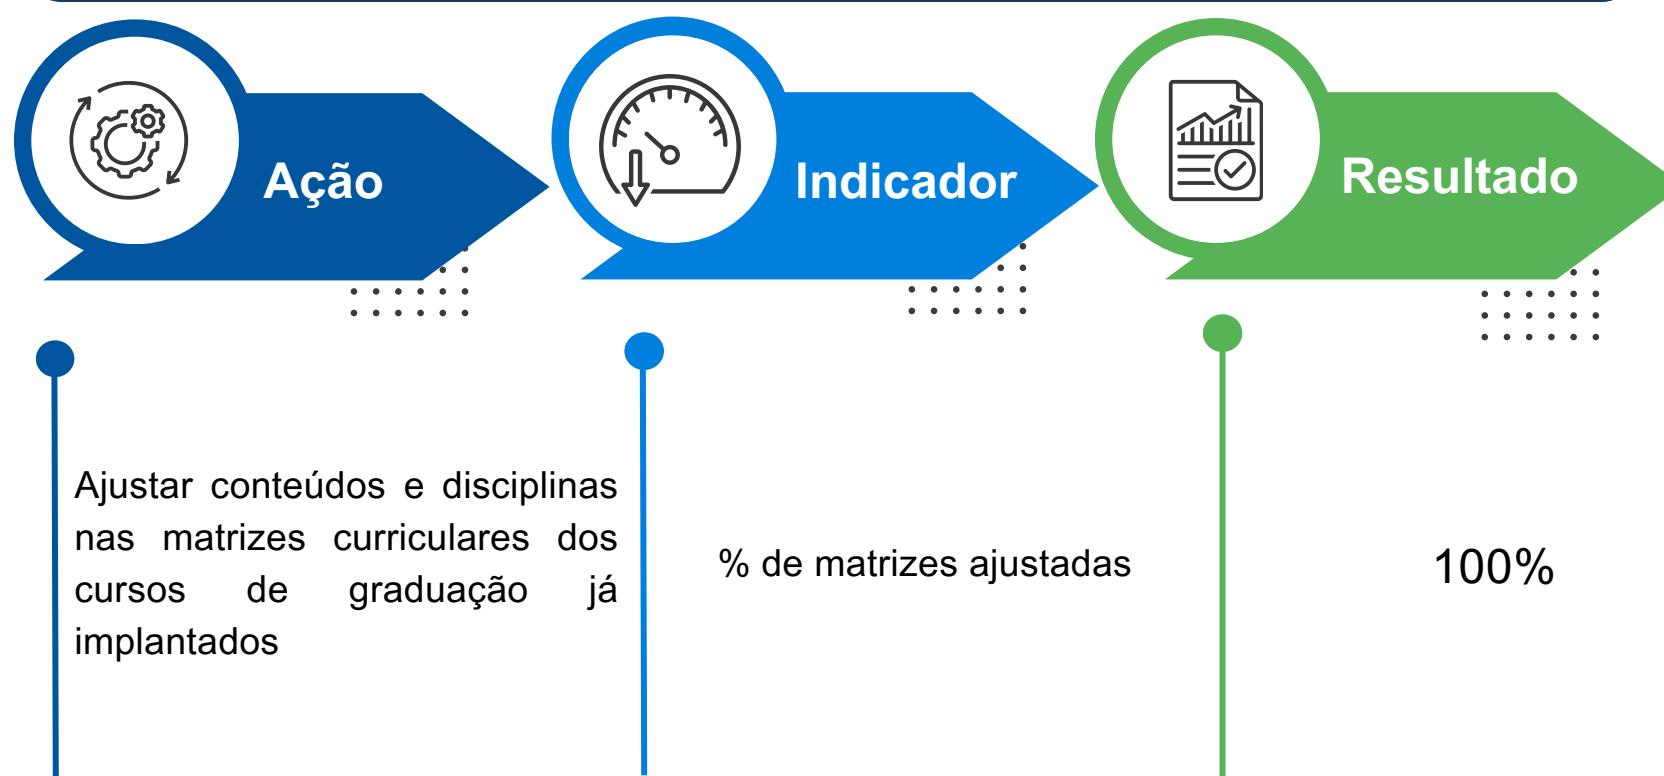 Ação
Indicador
Resultado
Ajustar conteúdos e disciplinas
nas matrizes curriculares dos
cursos de graduação já
implantados
% de matrizes ajustadas
100%